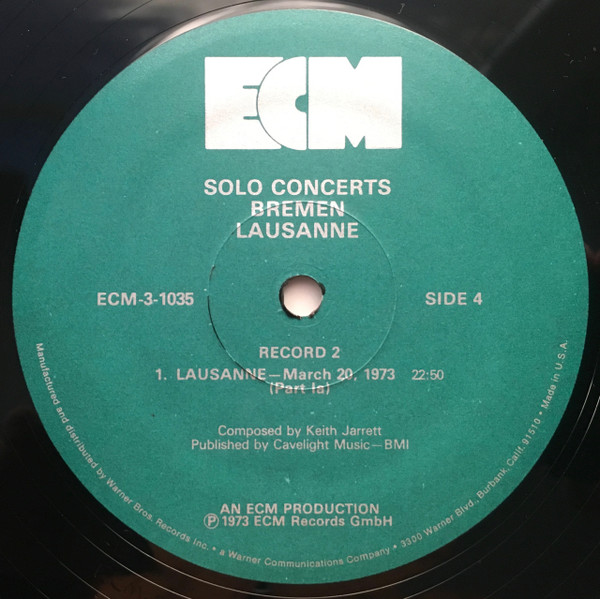 ECM
SOLO CONCERTS
BREMEN
LAUSANNE
ECM-3-1035
SIDE 4
RECORD 2
1. LAUSANNE—March 20, 1973 22:50
(Part Ia)
Composed by Keith Jarrett
Published by Cavelight Music—BMI
AN ECM PRODUCTION
Ⓟ1973 ECM Records GmbH
Manufactured and distributed by Warner Bros. Records Inc. • a Warner Communications Company • 3330 Warner Blvd., Burbank, Calif. 91510 • Made in U.S.A.